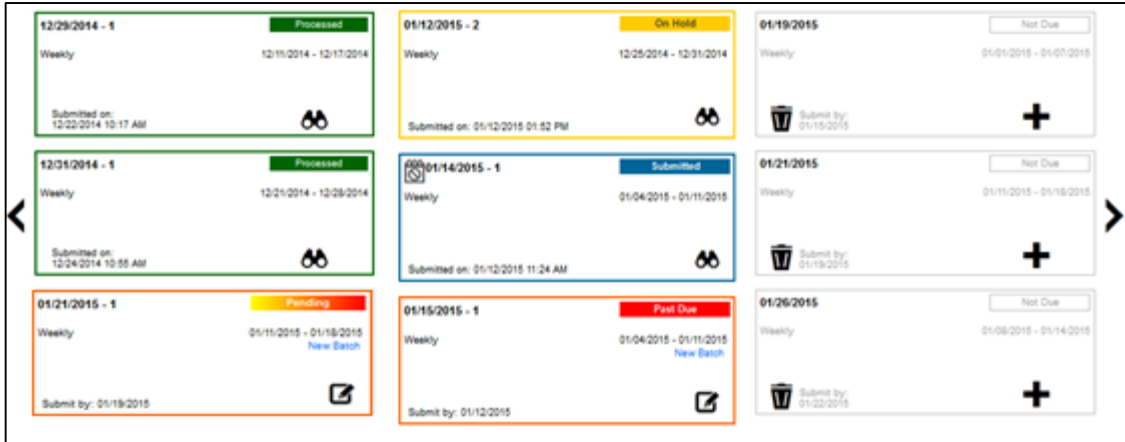 12/29/2014 - 1
Processed
Weekly
12/11/2014 - 12/17/2014
Submitted on:
12/22/2014 10:17 AM
12/31/2014 - 1
Processed
Weekly
12/21/2014 - 12/28/2014
Submitted on:
12/24/2014 10:55 AM
01/21/2015 - 1
Pending
Weekly
01/11/2015 - 01/18/2015
New Batch
Submit by: 01/19/2015
01/12/2015 - 2
On Hold
Weekly
12/25/2014 - 12/31/2014
Submitted on: 01/12/2015 01:52 PM
01/14/2015 - 1
Submitted
Weekly
01/04/2015 - 01/11/2015
Submitted on: 01/12/2015 11:24 AM
01/15/2015 - 1
Past Due
Weekly
01/04/2015 - 01/11/2015
New Batch
Submit by: 01/12/2015
01/19/2015
Not Due
Weekly
01/01/2015 - 01/07/2015
Submit by:
01/15/2015
01/21/2015
Not Due
Weekly
01/11/2015 - 01/18/2015
Submit by:
01/19/2015
01/26/2015
Not Due
Weekly
01/08/2015 - 01/14/2015
Submit by:
01/22/2015